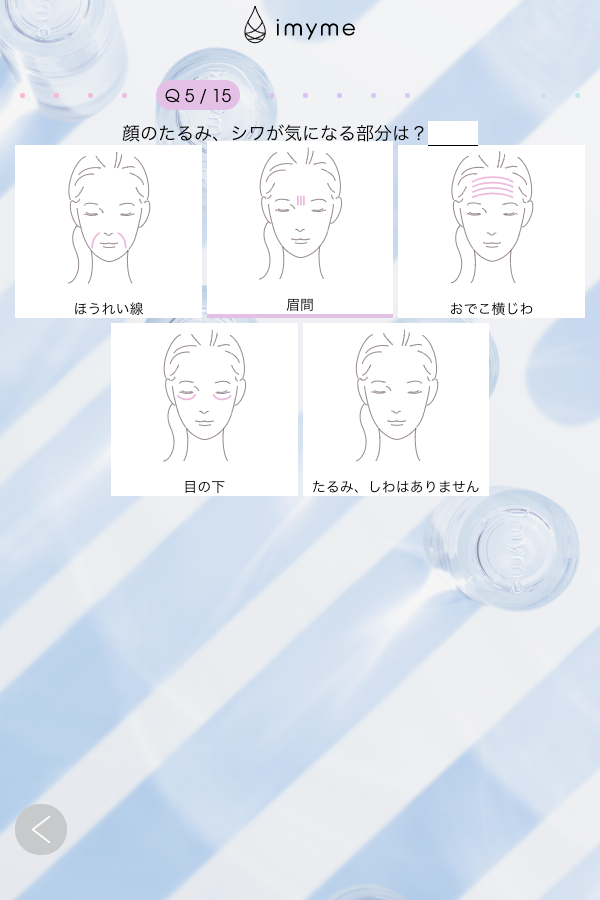 imyme
Q 5 / 15
顔のたるみ、シワが気になる部分は？
ほうれい線
眉間
おでこ横じわ
目の下
たるみ、しわはありません
imyme